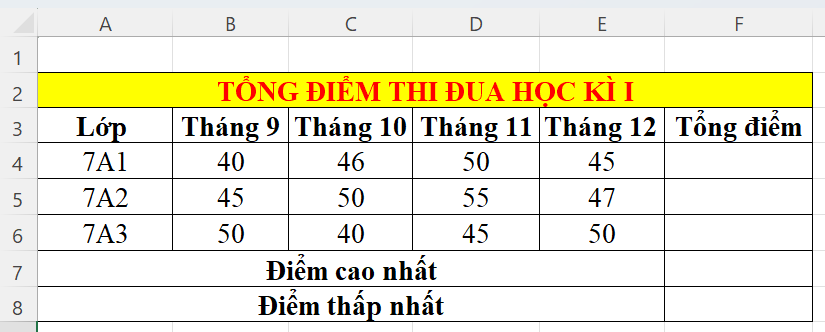 A B C D E F
1
2 TỔNG ĐIỂM THI ĐUA HỌC KÌ I
3 Lớp Tháng 9 Tháng 10 Tháng 11 Tháng 12 Tổng điểm
4 7A1 40 46 50 45
5 7A2 45 50 55 47
6 7A3 50 40 45 50
7 Điểm cao nhất
8 Điểm thấp nhất